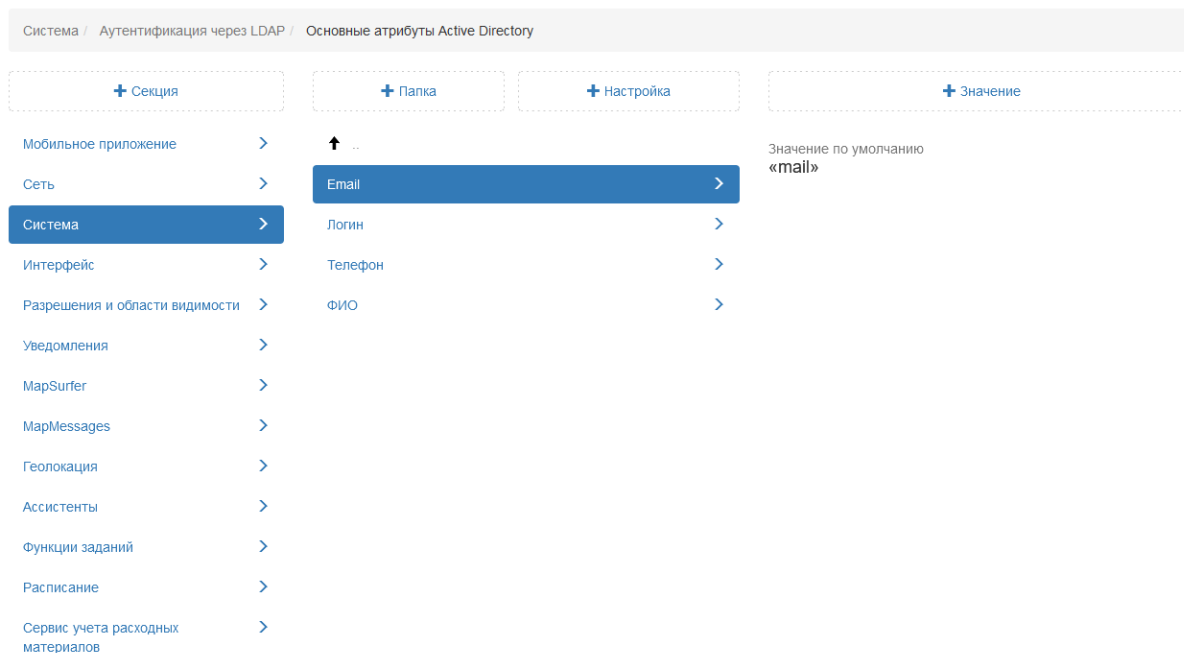 Система / Аутентификация через LDAP / Основные атрибуты Active Directory
+ Секция
+ Папка
+ Настройка
+ Значение
Мобильное приложение
Сеть
Система
Интерфейс
Разрешения и области видимости
Уведомления
MapSurfer
MapMessages
Геолокация
Ассистенты
Функции заданий
Расписание
Сервис учета расходных
материалов
..
Email
Логин
Телефон
ФИО
Значение по умолчанию
«mail»